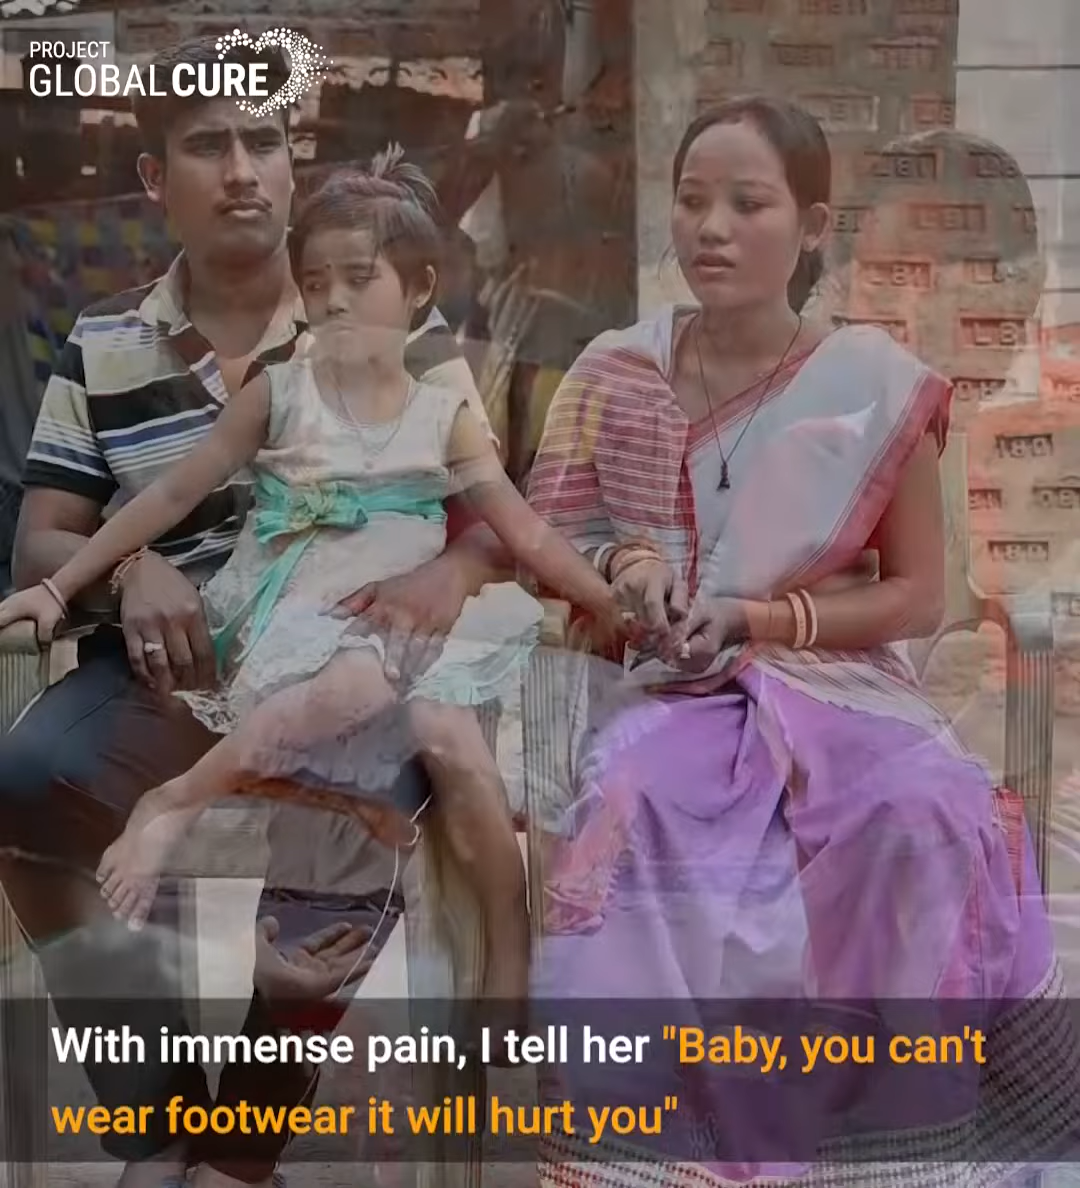 PROJECT
GLOBAL CURE
With immense pain, I tell her "Baby, you can't
wear footwear it will hurt you"